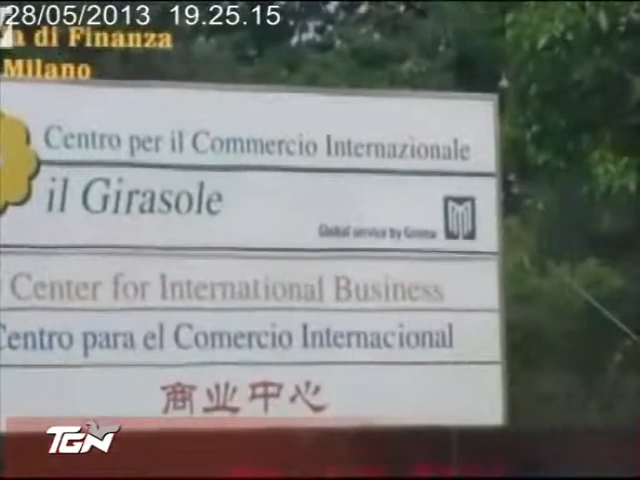 28/05/2013 19.25.15
a di Finanza
Milano
Centro per il Commercio Internazionale
il Girasole
Global service by
Center for International Business
Centro para el Comercio Internacional
商业中心
TGN